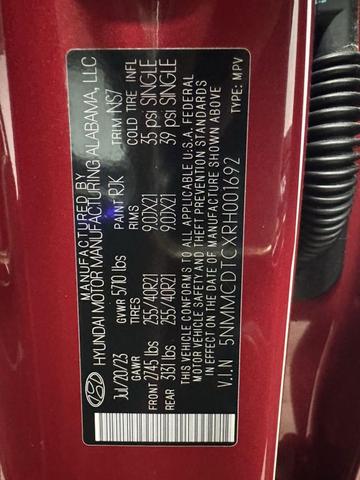 MANUFACTURED BY
HYUNDAI MOTOR MANUFACTURING ALABAMA, LLC
JUL/20/23 PAINT RJK TRIM NS7
GVWR 5710 lbs
GAWR TIRES RIMS COLD TIRE INFL
FRONT 2745 lbs 255/40R21 9.0JX21 35 psi SINGLE
REAR 3131 lbs 255/40R21 9.0JX21 39 psi SINGLE
THIS VEHICLE CONFORMS TO ALL APPLICABLE U.S.A. FEDERAL
MOTOR VEHICLE SAFETY AND THEFT PREVENTION STANDARDS
IN EFFECT ON THE DATE OF MANUFACTURE SHOWN ABOVE
V.I.N 5NMMCDTCXRH001692 TYPE: MPV